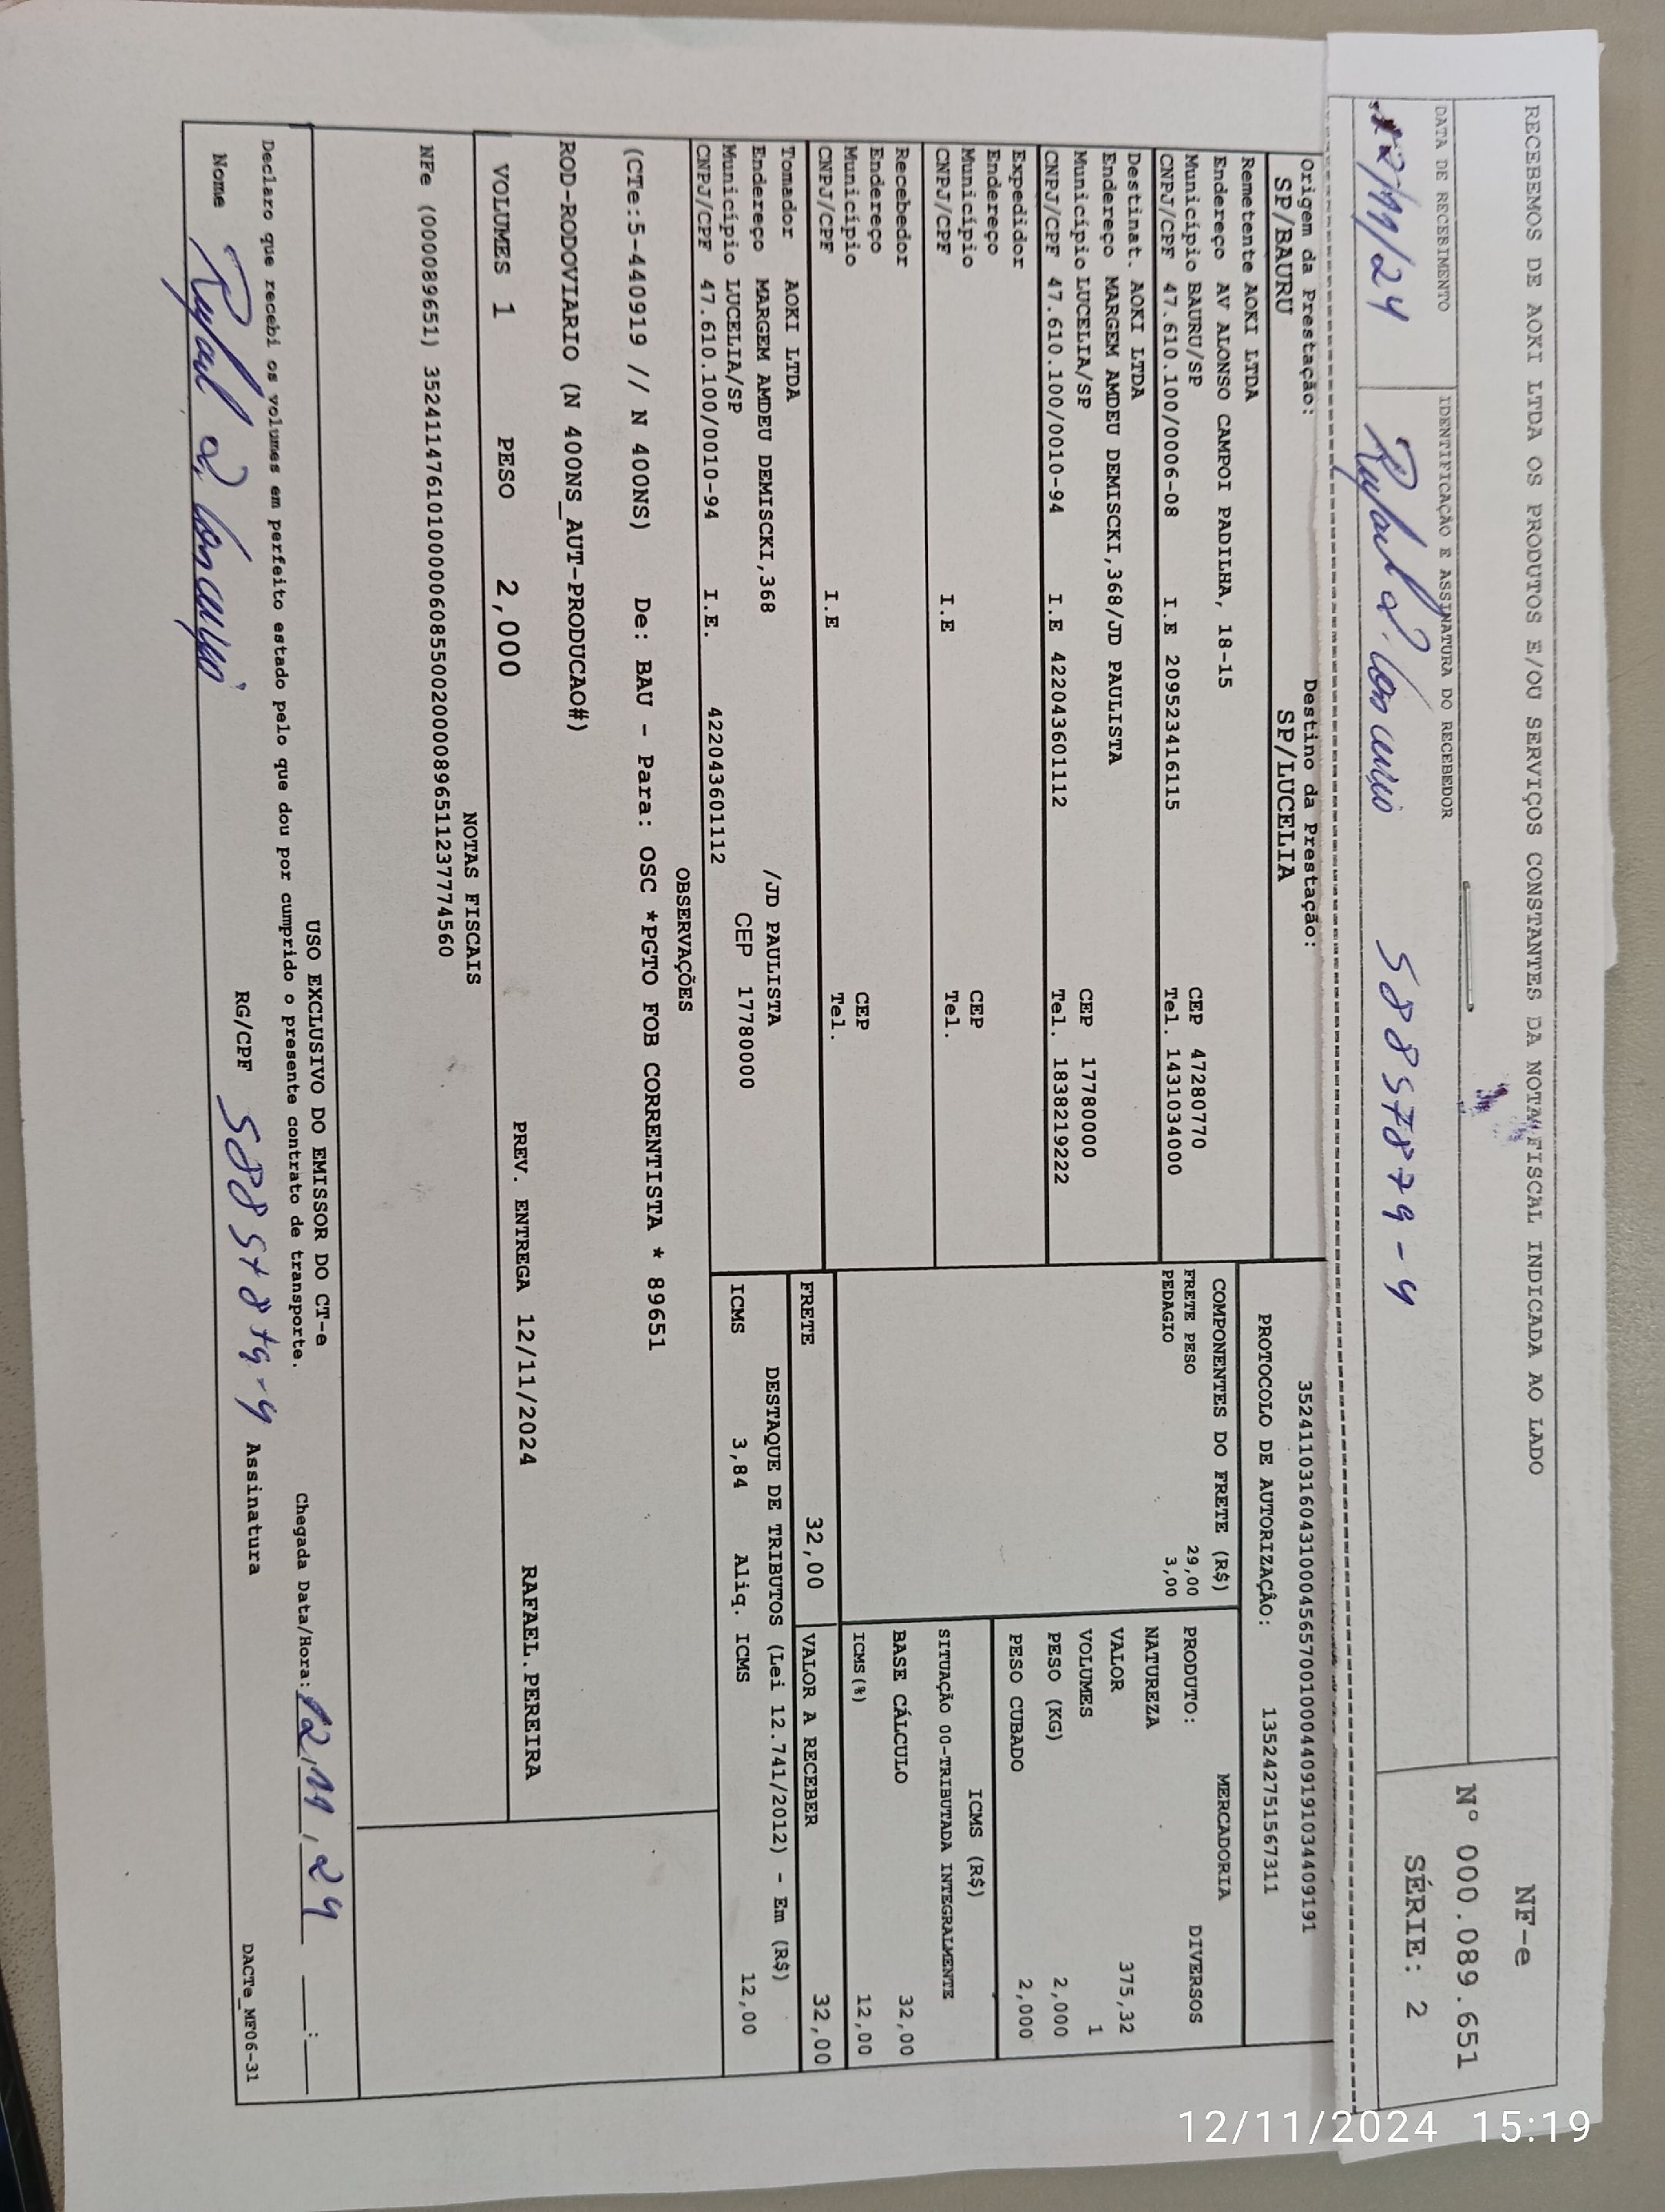 RECEBEMOS DE AOKI LTDA OS PRODUTOS E/OU SERVIÇOS CONSTANTES DA NOTA FISCAL INDICADA AO LADO
NF-e
Nº 000.089.651
SÉRIE: 2
DATA DE RECEBIMENTO
IDENTIFICAÇÃO E ASSINATURA DO RECEBEDOR
12/11/24
58857879-4
Origem da Prestação:
SP/BAURU
Destino da Prestação:
SP/LUCELIA
35241103160431000456570010004409191034409191
PROTOCOLO DE AUTORIZAÇÃO: 135242751567311
Remetente AOKI LTDA
Endereço AV ALONSO CAMPOI PADILHA, 18-15
Município BAURU/SP CEP 47280770
CNPJ/CPF 47.610.100/0006-08 I.E 209523416115 Tel. 1431034000
Destinat. AOKI LTDA
Endereço MARGEM AMDEU DEMISCKI,368/JD PAULISTA
Município LUCELIA/SP CEP 17780000
CNPJ/CPF 47.610.100/0010-94 I.E 422043601112 Tel. 1838219222
Expedidor
Endereço
Município CEP
CNPJ/CPF I.E Tel.
Recebedor
Endereço
Município CEP
CNPJ/CPF I.E Tel.
Tomador AOKI LTDA
Endereço MARGEM AMDEU DEMISCKI,368 /JD PAULISTA
Município LUCELIA/SP CEP 17780000
CNPJ/CPF 47.610.100/0010-94 I.E. 422043601112
COMPONENTES DO FRETE (R$)
FRETE PESO 29,00
PEDAGIO 3,00
MERCADORIA
PRODUTO: DIVERSOS
NATUREZA
VALOR 375,32
VOLUMES 1
PESO (KG) 2,000
PESO CUBADO 2,000
ICMS (R$)
SITUAÇÃO 00-TRIBUTADA INTEGRALMENTE
BASE CÁLCULO 32,00
ICMS(%) 12,00
FRETE 32,00
VALOR A RECEBER 32,00
DESTAQUE DE TRIBUTOS (Lei 12.741/2012) - Em (R$)
ICMS 3,84 Aliq. ICMS 12,00
OBSERVAÇÕES
(CTe:5-440919 // N 400NS) De: BAU - Para: OSC *PGTO FOB CORRENTISTA * 89651
ROD-RODOVIARIO (N 400NS_AUT-PRODUCAO#)
VOLUMES 1 PESO 2,000 PREV. ENTREGA 12/11/2024 RAFAEL.PEREIRA
NOTAS FISCAIS
NFe (000089651) 35241147610100000608550020000896511237774560
USO EXCLUSIVO DO EMISSOR DO CT-e
Declaro que recebi os volumes em perfeito estado pelo que dou por cumprido o presente contrato de transporte.
Chegada Data/Hora: 12/11/24 __:__
Nome
RG/CPF 58857879-4 Assinatura
DACTe_MF06-31
12/11/2024 15:19